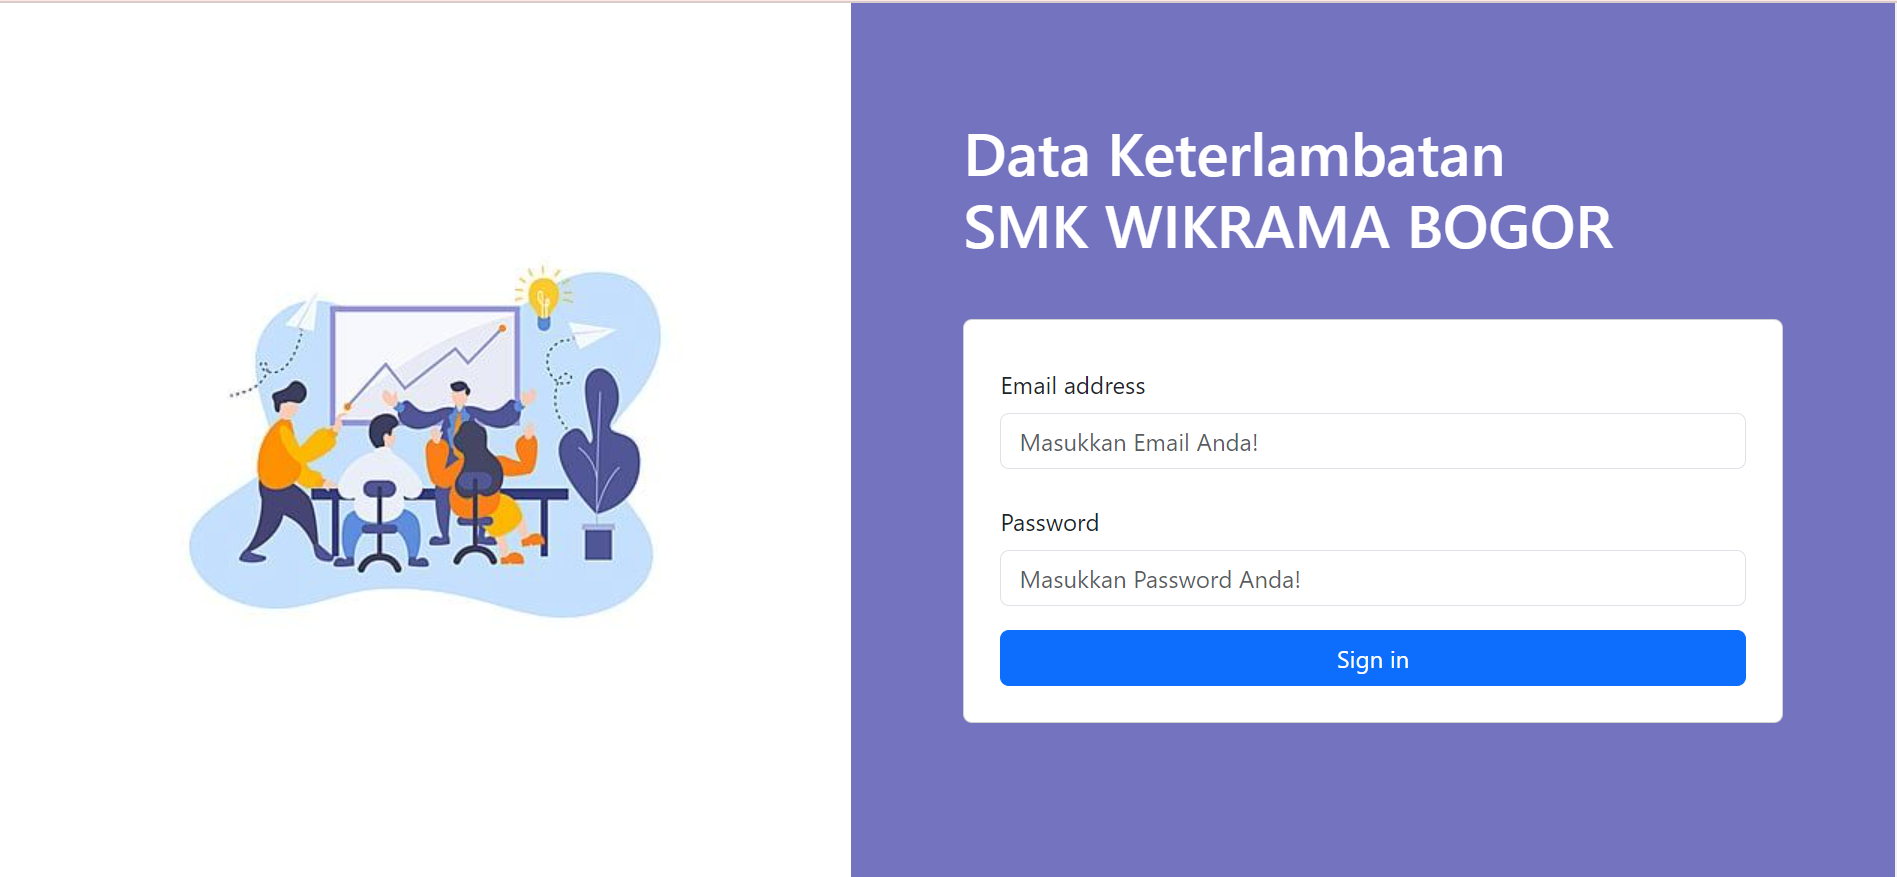 Data Keterlambatan
SMK WIKRAMA BOGOR
Email address
Masukkan Email Anda!
Password
Masukkan Password Anda!
Sign in